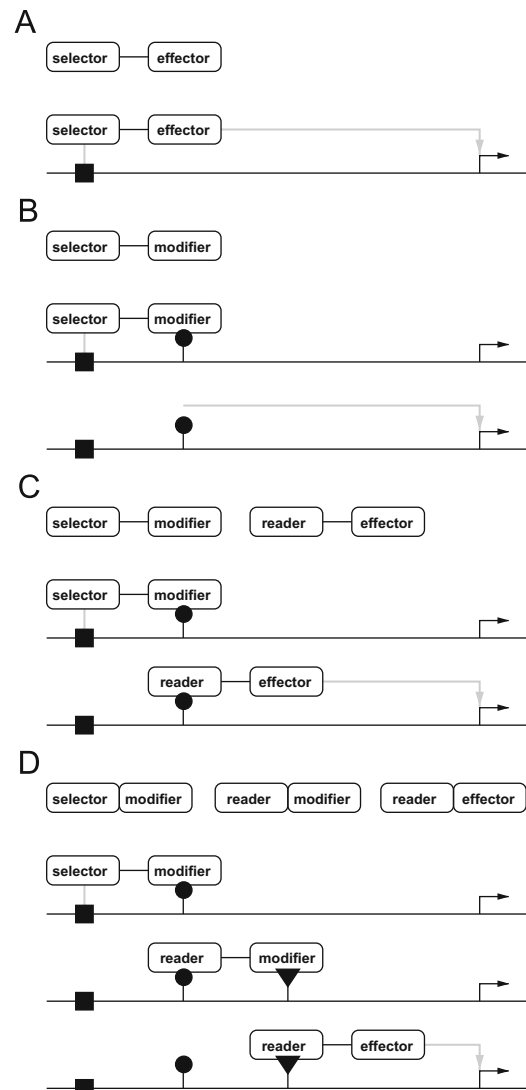 A
selector effector
selector effector
B
selector modifier
selector modifier
C
selector modifier reader effector
selector modifier
reader effector
D
selector modifier reader modifier reader effector
selector modifier
reader modifier
reader effector